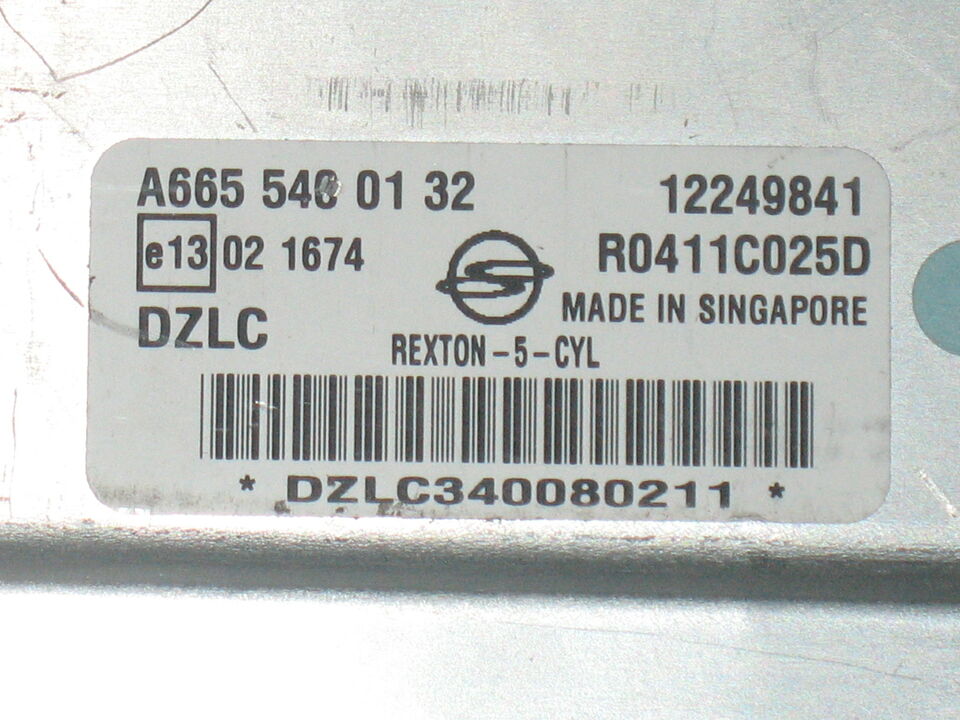 A665 540 01 32 12249841
e13 02 1674 R0411C025D
DZLC MADE IN SINGAPORE
REXTON-5-CYL
* DZLC340080211 *